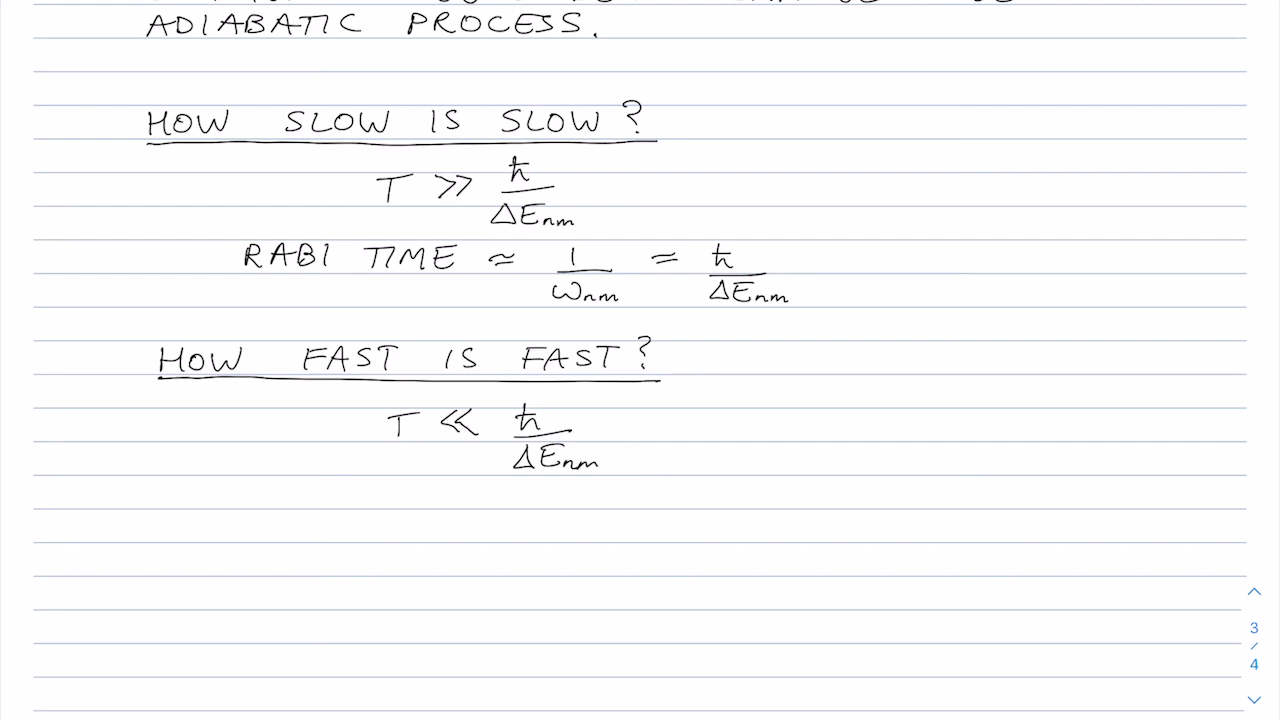 ADIABATIC PROCESS.
HOW SLOW IS SLOW?
T >> ħ / ΔEnm
RABI TIME ≈ 1 / ωnm = ħ / ΔEnm
HOW FAST IS FAST?
T << ħ / ΔEnm
3
/
4